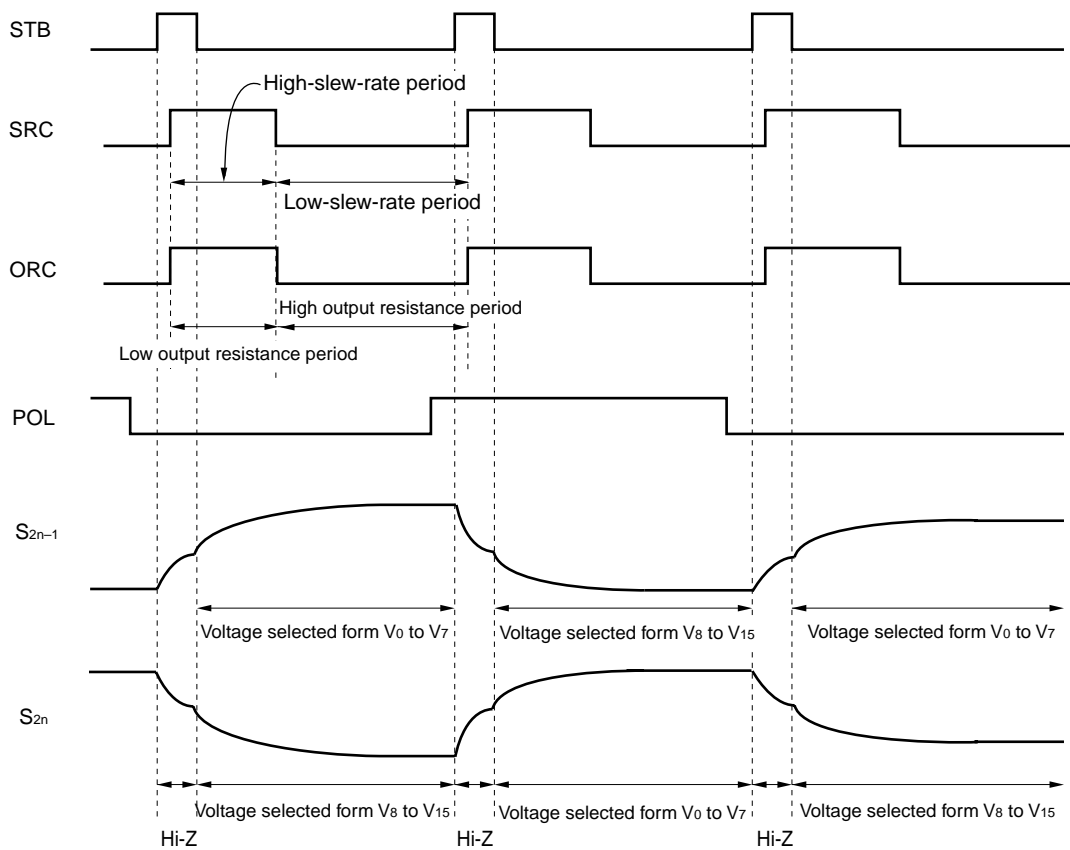 STB
High-slew-rate period
SRC
Low-slew-rate period
ORC
High output resistance period
Low output resistance period
POL
S2n–1
Voltage selected form V0 to V7
Voltage selected form V8 to V15
Voltage selected form V0 to V7
S2n
Voltage selected form V8 to V15
Voltage selected form V0 to V7
Voltage selected form V8 to V15
Hi-Z
Hi-Z
Hi-Z